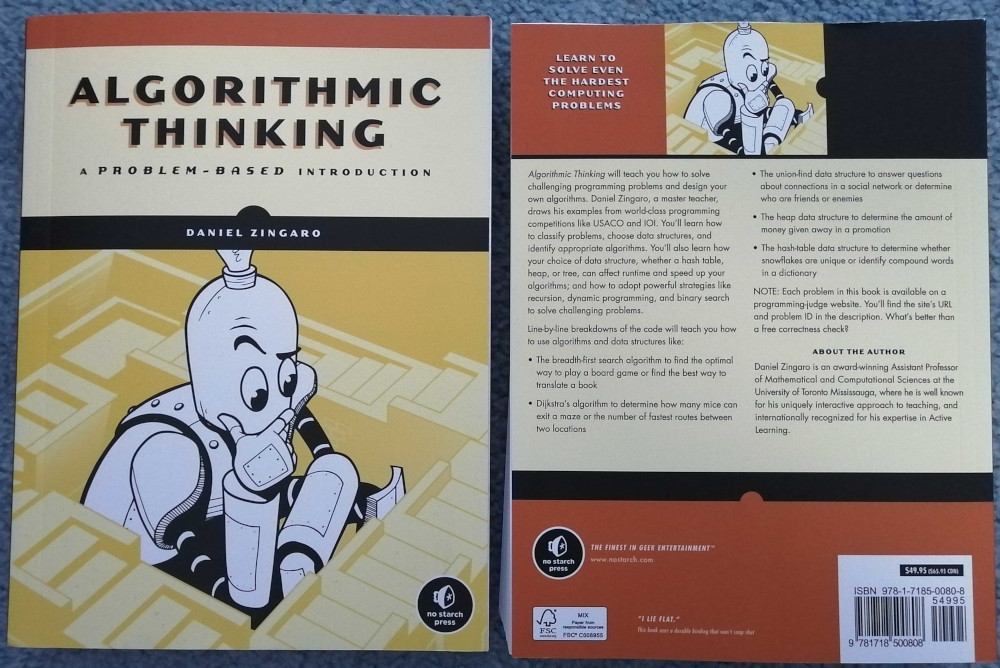 ALGORITHMIC
THINKING
A PROBLEM-BASED INTRODUCTION
DANIEL ZINGARO
no starch
press
LEARN TO
SOLVE EVEN
THE HARDEST
COMPUTING
PROBLEMS
Algorithmic Thinking will teach you how to solve
challenging programming problems and design your
own algorithms. Daniel Zingaro, a master teacher,
draws his examples from world-class programming
competitions like USACO and IOI. You'll learn how
to classify problems, choose data structures, and
identify appropriate algorithms. You'll also learn how
your choice of data structure, whether a hash table,
heap, or tree, can affect runtime and speed up your
algorithms; and how to adopt powerful strategies like
recursion, dynamic programming, and binary search
to solve challenging problems.
Line-by-line breakdowns of the code will teach you how
to use algorithms and data structures like:
• The breadth-first search algorithm to find the optimal
way to play a board game or find the best way to
translate a book
• Dijkstra's algorithm to determine how many mice can
exit a maze or the number of fastest routes between
two locations
• The union-find data structure to answer questions
about connections in a social network or determine
who are friends or enemies
• The heap data structure to determine the amount of
money given away in a promotion
• The hash-table data structure to determine whether
snowflakes are unique or identify compound words
in a dictionary
NOTE: Each problem in this book is available on a
programming-judge website. You'll find the site's URL
and problem ID in the description. What's better than
a free correctness check?
ABOUT THE AUTHOR
Daniel Zingaro is an award-winning Assistant Professor
of Mathematical and Computational Sciences at the
University of Toronto Mississauga, where he is well known
for his uniquely interactive approach to teaching, and
internationally recognized for his expertise in Active
Learning.
no starch
press
THE FINEST IN GEEK ENTERTAINMENT™
www.nostarch.com
FSC
MIX
Paper from
responsible sources
FSC® C008955
"I LIE FLAT."
This book uses a durable binding that won't snap shut
$49.95 ($65.95 CDN)
ISBN 978-1-7185-0080-8
54995
9 781718 500808